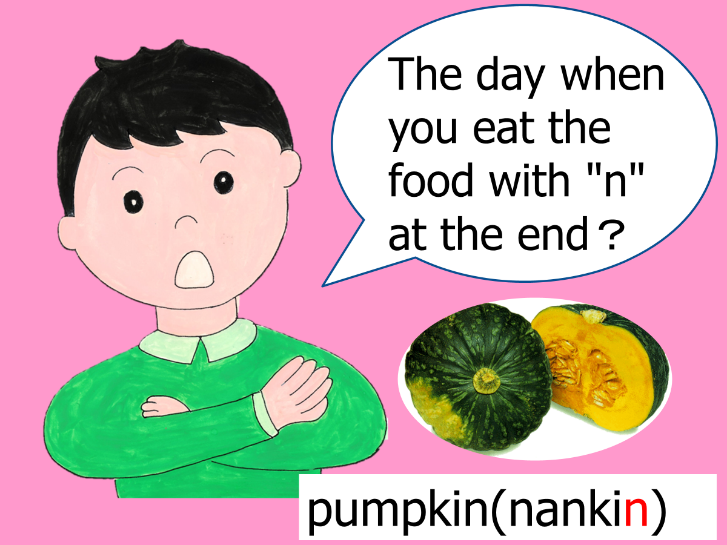 The day when
you eat the
food with "n"
at the end？
pumpkin(nankin)